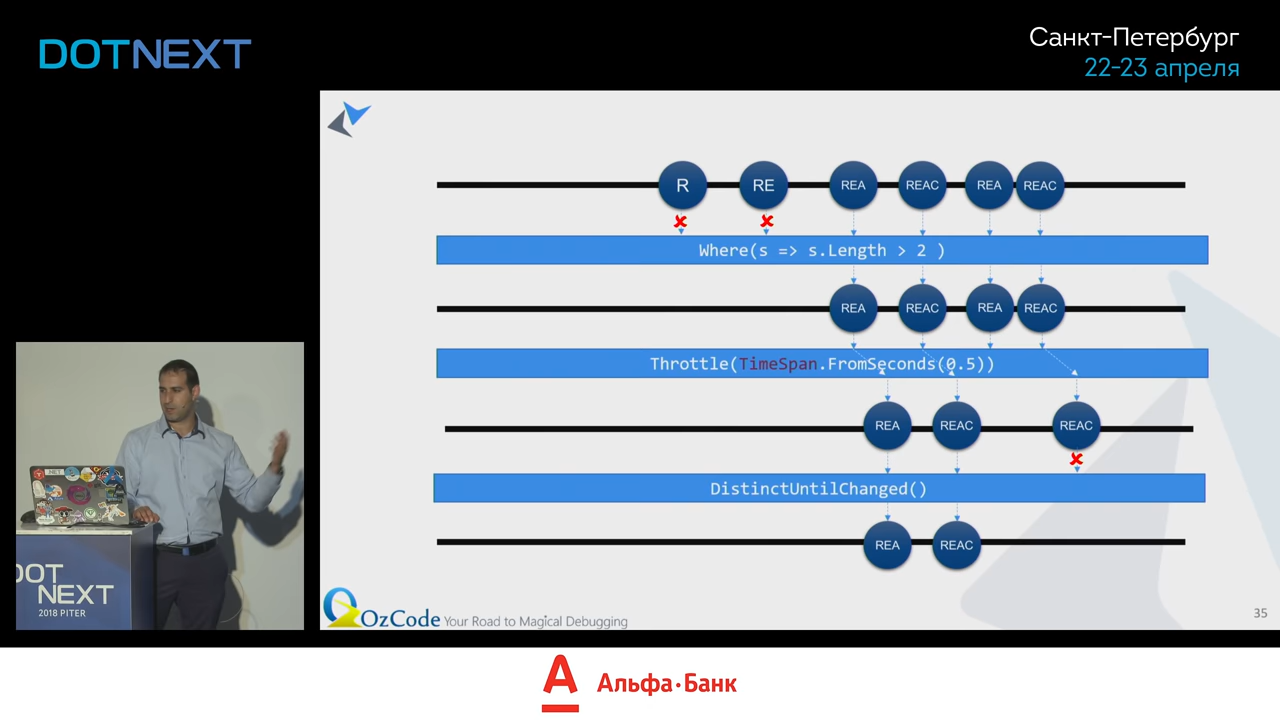 DOTNEXT
Санкт-Петербург
22-23 апреля
R RE REA REAC REA REAC
Where(s => s.Length > 2 )
REA REAC REA REAC
Throttle(TimeSpan.FromSeconds(0.5))
REA REAC REAC
DistinctUntilChanged()
REA REAC
OzCode Your Road to Magical Debugging
35
.NET
DOT
NEXT
2018 PITER
Альфа·Банк